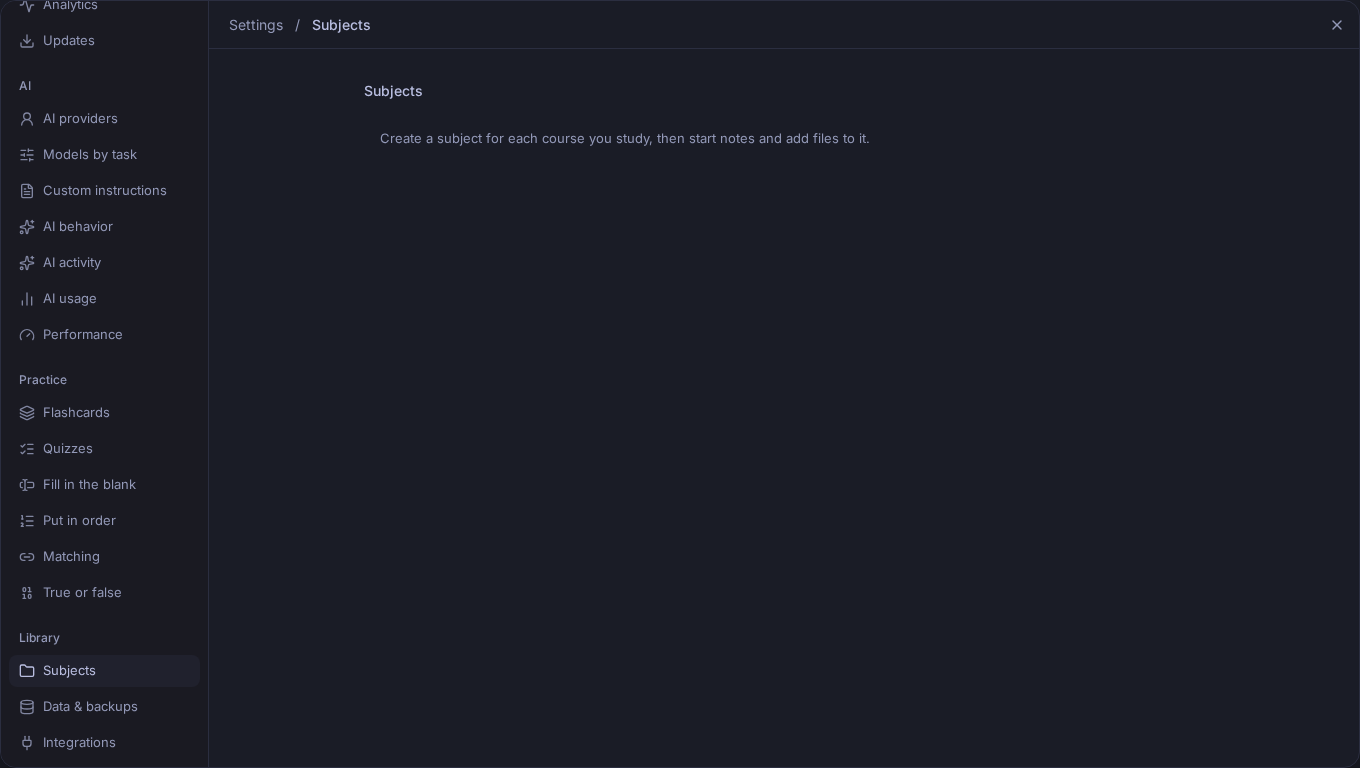 Analytics
Updates
AI
AI providers
Models by task
Custom instructions
AI behavior
AI activity
AI usage
Performance
Practice
Flashcards
Quizzes
Fill in the blank
Put in order
Matching
True or false
Library
Subjects
Data & backups
Integrations
Settings / Subjects
Subjects
Create a subject for each course you study, then start notes and add files to it.